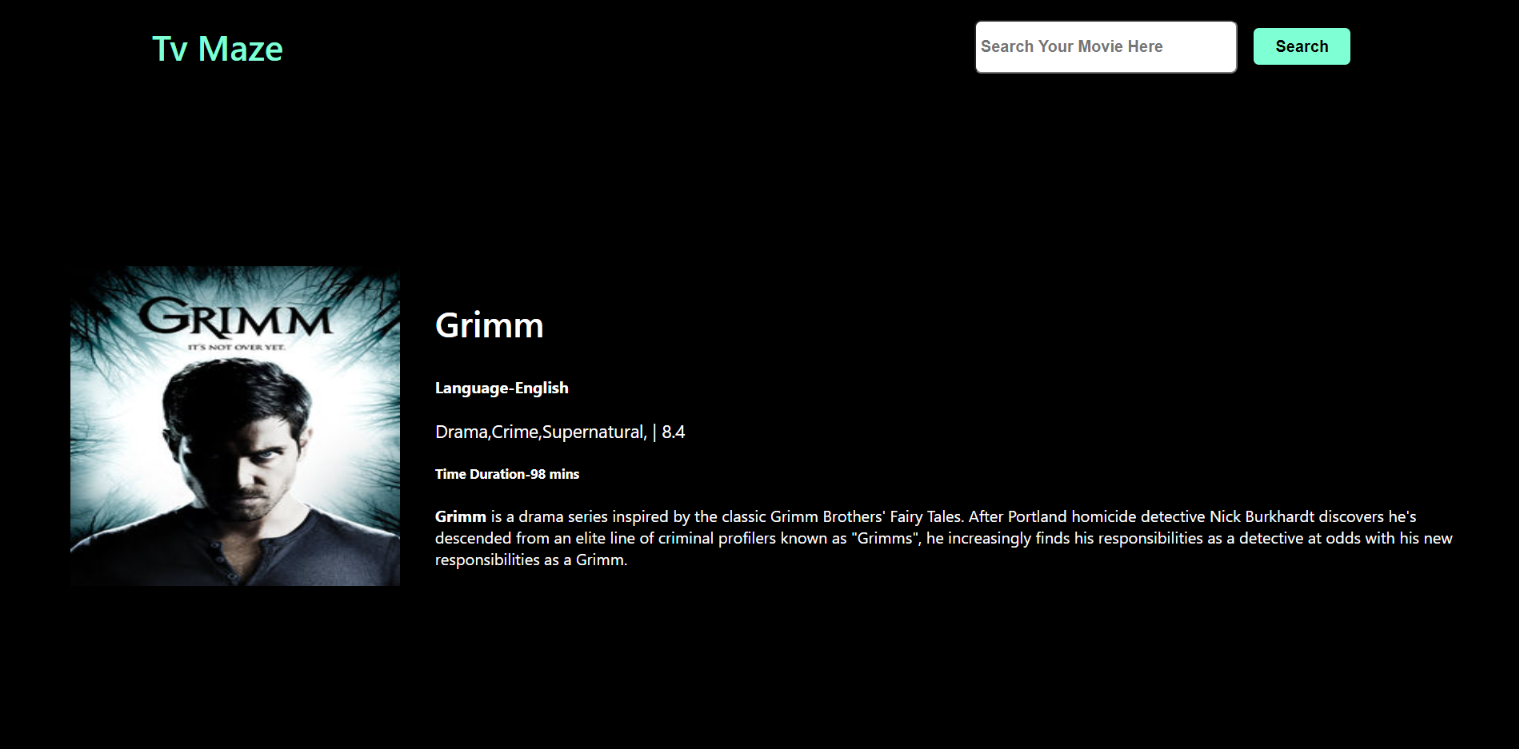 Tv Maze
Search Your Movie Here
Search
GRIMM
IT'S NOT OVER YET.
Grimm
Language-English
Drama,Crime,Supernatural, | 8.4
Time Duration-98 mins
Grimm is a drama series inspired by the classic Grimm Brothers' Fairy Tales. After Portland homicide detective Nick Burkhardt discovers he's
descended from an elite line of criminal profilers known as "Grimms", he increasingly finds his responsibilities as a detective at odds with his new
responsibilities as a Grimm.